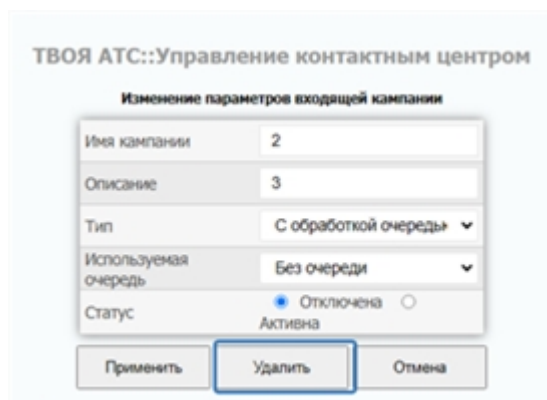 ТВОЯ АТС::Управление контактным центром
Изменение параметров входящей кампании
Имя кампании 2
Описание 3
Тип С обработкой очередью
Используемая очередь Без очереди
Статус Отключена
Активна
Применить Удалить Отмена